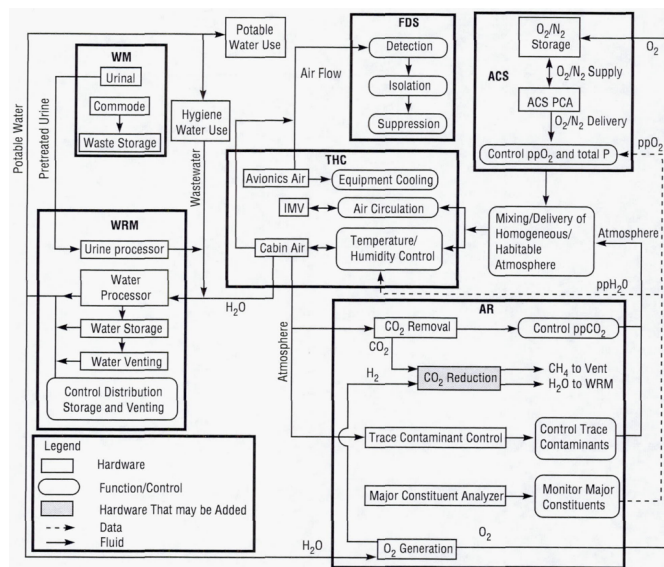 Potable
Water Use
WM
Urinal
Commode
Waste Storage
Potable Water
Pretreated Urine
Hygiene
Water Use
Wastewater
Air Flow
FDS
Detection
Isolation
Suppression
ACS
O2/N2
Storage
O2/N2 Supply
ACS PCA
O2/N2 Delivery
Control ppO2 and total P
O2
ppO2
THC
Avionics Air
Equipment Cooling
IMV
Air Circulation
Cabin Air
Temperature/
Humidity Control
Mixing/Delivery of
Homogeneous/
Habitable
Atmosphere
Atmosphere
ppH2O
WRM
Urine processor
Water
Processor
Water Storage
Water Venting
Control Distribution
Storage and Venting
H2O
Atmosphere
AR
CO2 Removal
Control ppCO2
CO2
H2
CO2 Reduction
CH4 to Vent
H2O to WRM
Trace Contaminant Control
Control Trace
Contaminants
Major Constituent Analyzer
Monitor Major
Constituents
O2 Generation
O2
H2O
Legend
Hardware
Function/Control
Hardware That may be Added
Data
Fluid